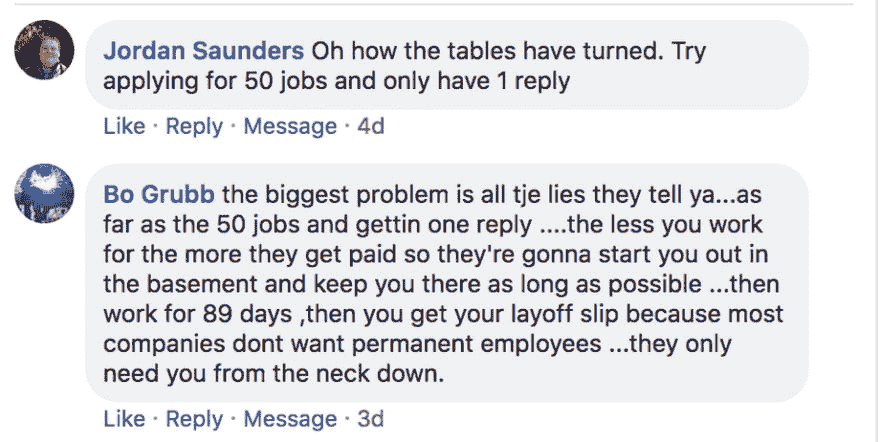 Jordan Saunders Oh how the tables have turned. Try
applying for 50 jobs and only have 1 reply
Like · Reply · Message · 4d
Bo Grubb the biggest problem is all tje lies they tell ya...as
far as the 50 jobs and gettin one reply ....the less you work
for the more they get paid so they're gonna start you out in
the basement and keep you there as long as possible ...then
work for 89 days ,then you get your layoff slip because most
companies dont want permanent employees ...they only
need you from the neck down.
Like · Reply · Message · 3d